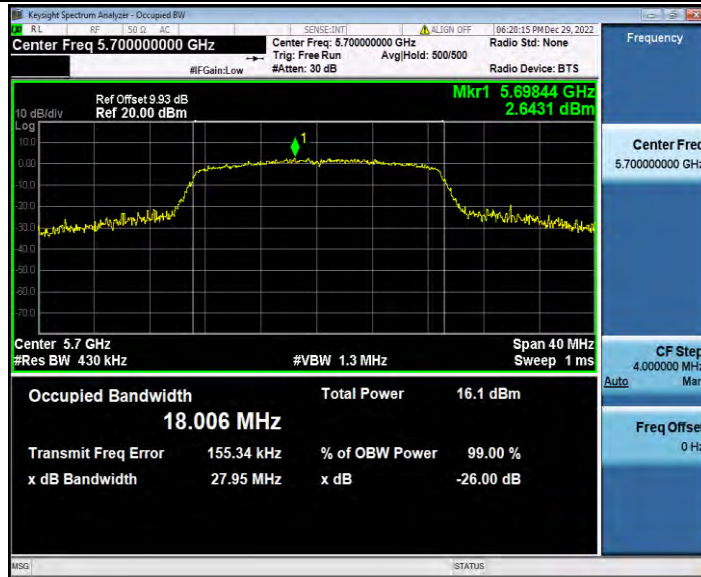 Keysight Spectrum Analyzer - Occupied BW
RL RF 50 Ω AC SENSE:INT ALIGN OFF 06:20:15 PM Dec 29, 2022
Center Freq 5.700000000 GHz
Center Freq: 5.700000000 GHz
Radio Std: None
Trig: Free Run
Avg|Hold: 500/500
#IFGain:Low
#Atten: 30 dB
Radio Device: BTS
Ref Offset 9.93 dB
Mkr1 5.69844 GHz
10 dB/div
Ref 20.00 dBm
2.6431 dBm
Log
10.0
1
0.00
-10.0
-20.0
-30.0
-40.0
-50.0
-60.0
-70.0
Center 5.7 GHz
Span 40 MHz
#Res BW 430 kHz
#VBW 1.3 MHz
Sweep 1 ms
Occupied Bandwidth
Total Power
16.1 dBm
18.006 MHz
Transmit Freq Error
155.34 kHz
% of OBW Power
99.00 %
x dB Bandwidth
27.95 MHz
x dB
-26.00 dB
MSG
STATUS
Frequency
Center Freq
5.700000000 GHz
CF Step
4.000000 MHz
Auto
Man
Freq Offset
0 Hz